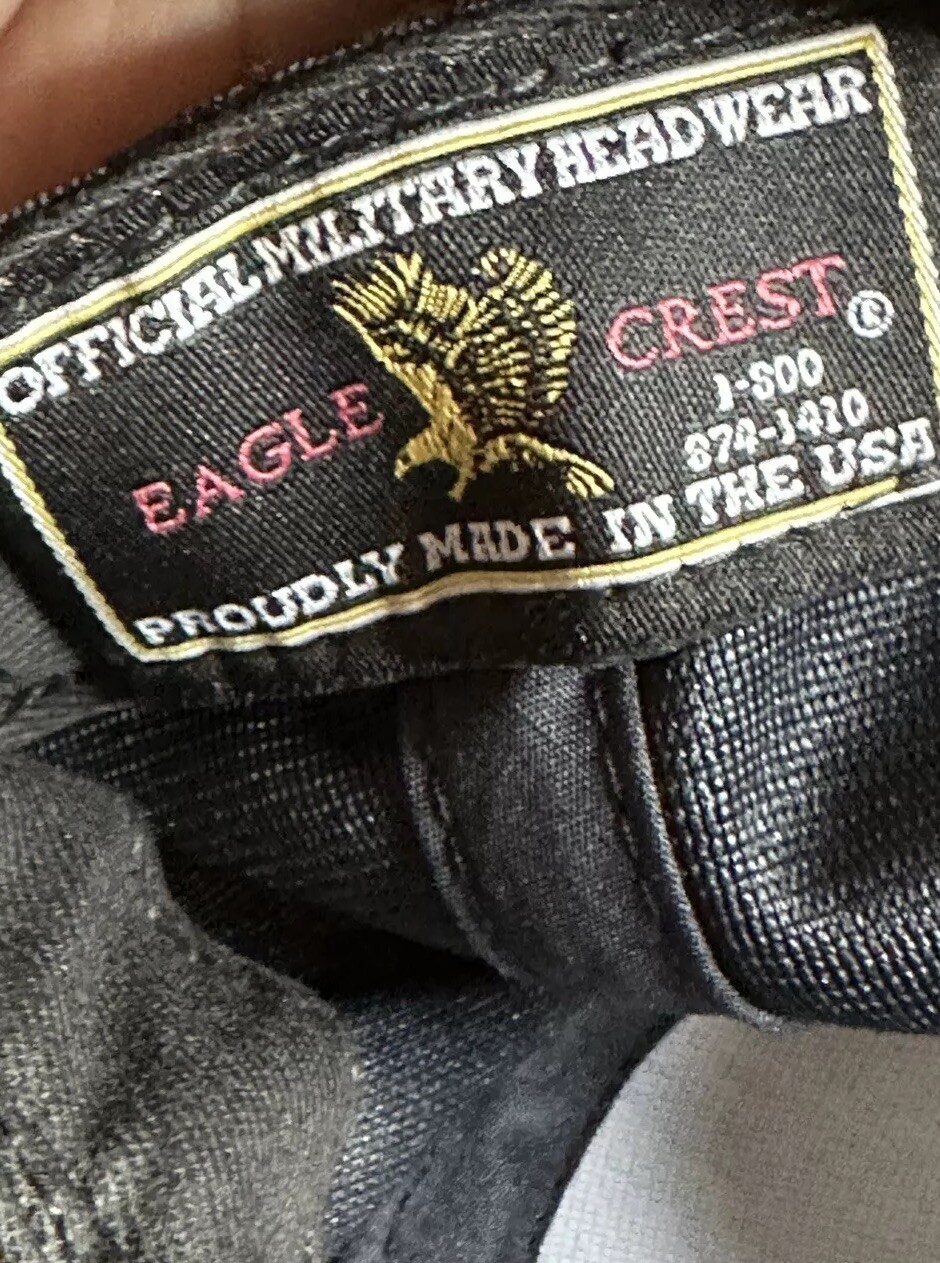 OFFICIAL MILITARY HEADWEAR
EAGLE CREST ®
1-800
874-1410
PROUDLY MADE IN THE USA